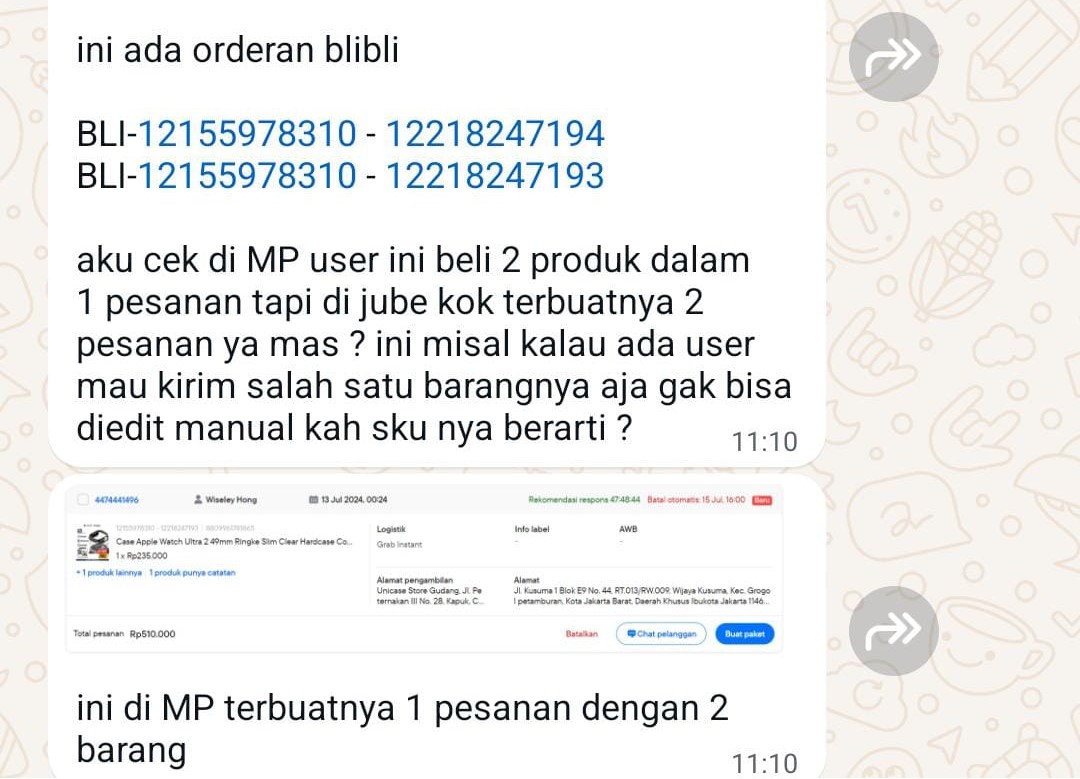 ini ada orderan blibli
BLI-12155978310 - 12218247194
BLI-12155978310 - 12218247193
aku cek di MP user ini beli 2 produk dalam
1 pesanan tapi di jube kok terbuatnya 2
pesanan ya mas ? ini misal kalau ada user
mau kirim salah satu barangnya aja gak bisa
diedit manual kah sku nya berarti ?
11:10
4474441496 Wiseley Hong 13 Jul 2024, 00:24 Rekomendasi respons 47:48:44 Batal otomatis: 15 Jul, 16:00 Baru
Case Apple Watch Ultra 2 49mm Ringke Slim Clear Hardcase Co...
1 x Rp235.000
+ 1 produk lainnya 1 produk punya catatan
Logistik Info label AWB
Grab Instant - -
Alamat pengambilan
Unicase Store Gudang, Jl. Pe
ternakan III No. 28, Kapuk, C...
Alamat
Jl. Kusuma 1 Blok E9 No. 44, RT.013/RW.009, Wijaya Kusuma, Kec. Grogo
l petamburan, Kota Jakarta Barat, Daerah Khusus Ibukota Jakarta 1146...
Total pesanan Rp510.000 Batalkan Chat pelanggan Buat paket
ini di MP terbuatnya 1 pesanan dengan 2
barang
11:10